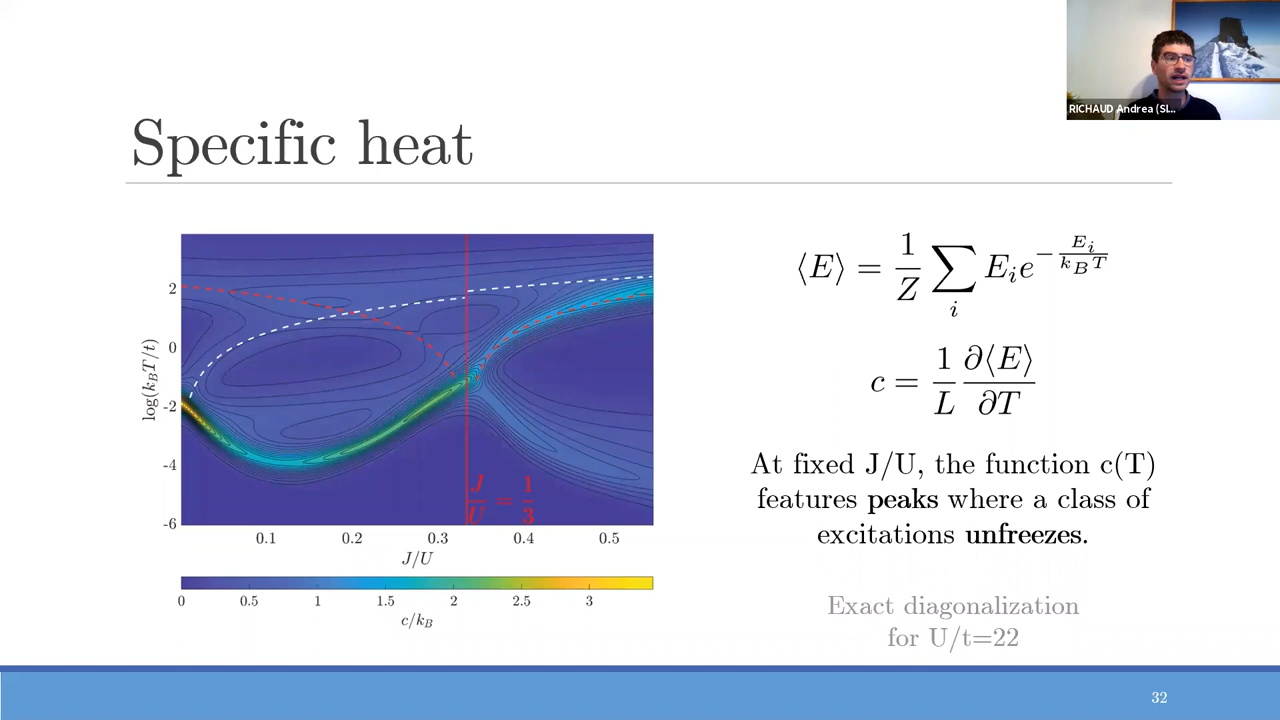 RICHAUD Andrea (SI...
Specific heat
⟨E⟩ = 1/Z ∑_i E_i e^{-E_i/(k_B T)}
c = 1/L ∂⟨E⟩/∂T
At fixed J/U, the function c(T)
features peaks where a class of
excitations unfreezes.
Exact diagonalization
for U/t=22
log(k_BT/t)
2
0
-2
-4
-6
J/U = 1/3
0.1 0.2 0.3 0.4 0.5
J/U
0 0.5 1 1.5 2 2.5 3
c/k_B
32